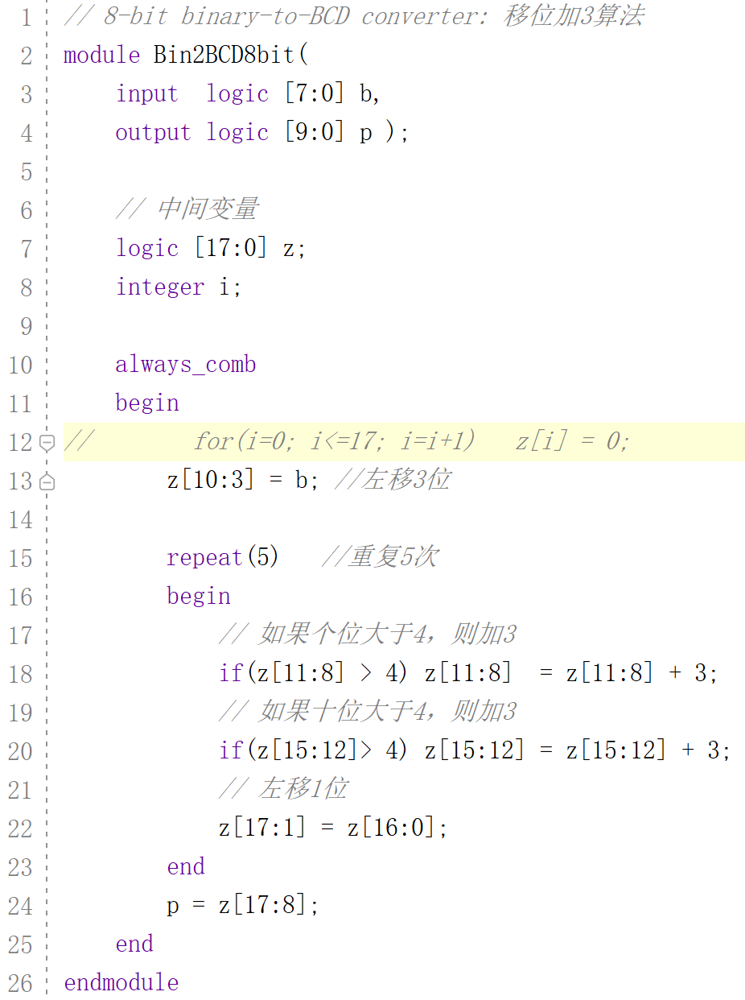 1 // 8-bit binary-to-BCD converter: 移位加3算法
2 module Bin2BCD8bit(
3 input logic [7:0] b,
4 output logic [9:0] p );
5
6 // 中间变量
7 logic [17:0] z;
8 integer i;
9
10 always_comb
11 begin
12 // for(i=0; i<=17; i=i+1) z[i] = 0;
13 z[10:3] = b; //左移3位
14
15 repeat(5) //重复5次
16 begin
17 // 如果个位大于4，则加3
18 if(z[11:8] > 4) z[11:8] = z[11:8] + 3;
19 // 如果十位大于4，则加3
20 if(z[15:12]> 4) z[15:12] = z[15:12] + 3;
21 // 左移1位
22 z[17:1] = z[16:0];
23 end
24 p = z[17:8];
25 end
26 endmodule